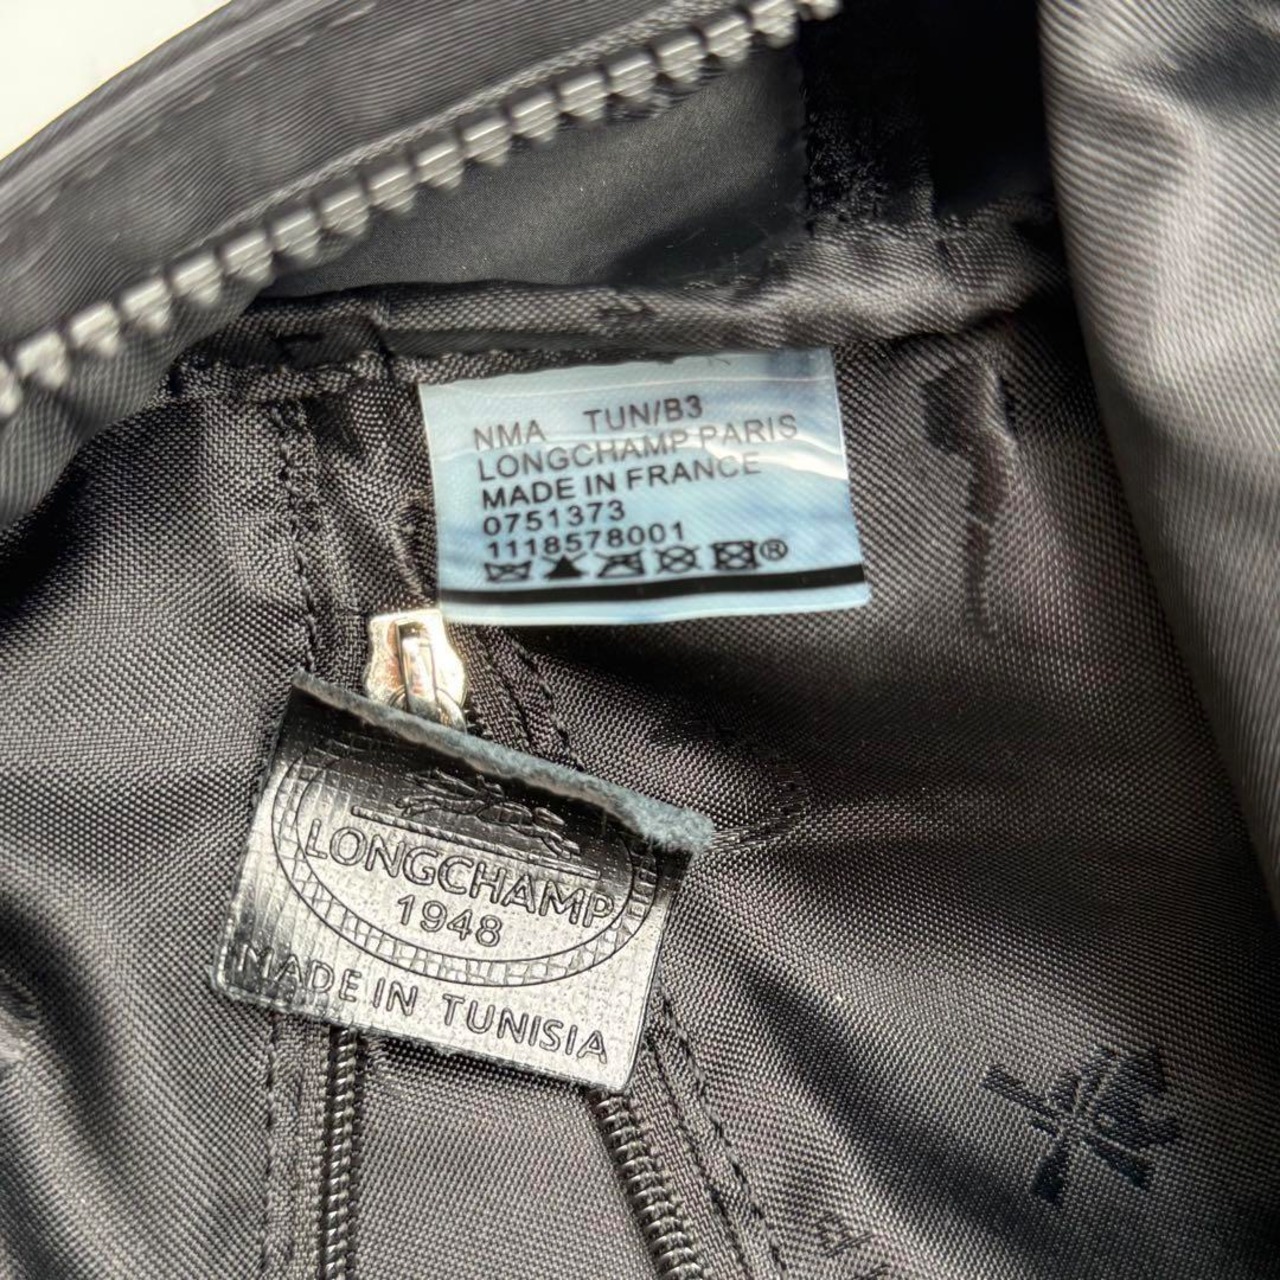 NMA TUN/B3
LONGCHAMP PARIS
MADE IN FRANCE
0751373
1118578001
®
LONGCHAMP
1948
MADE IN TUNISIA